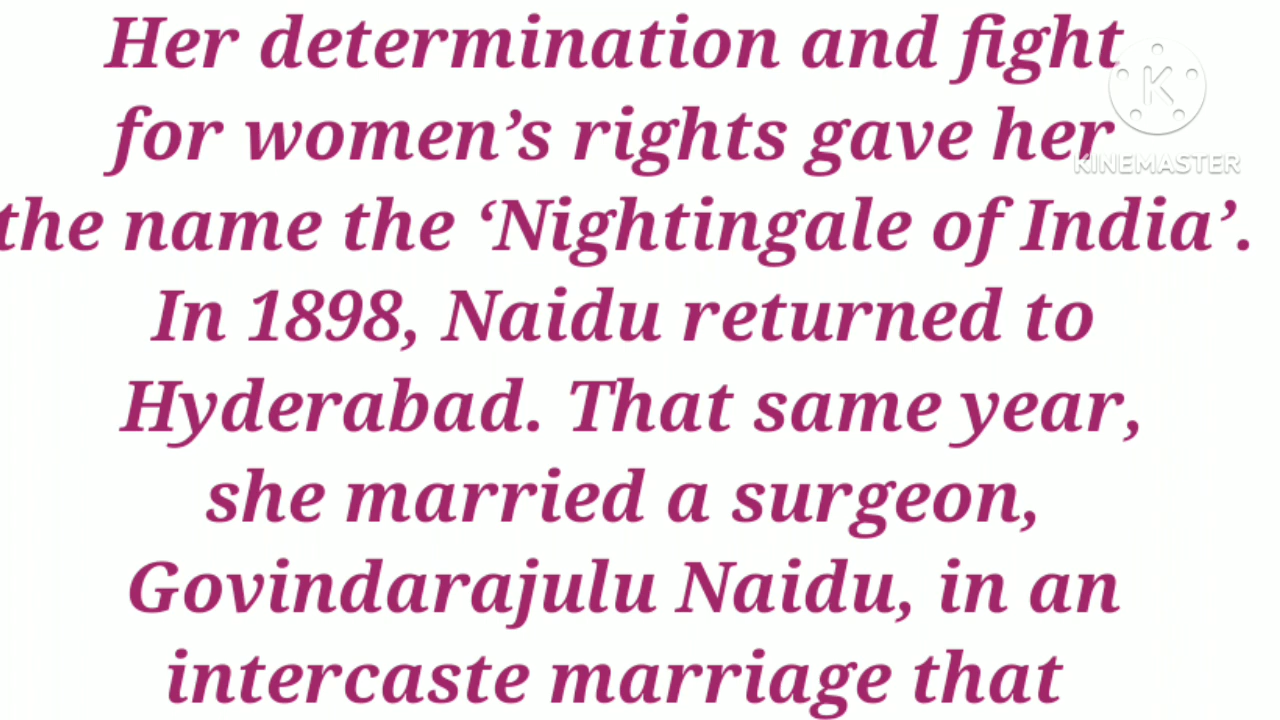 Her determination and fight
for women’s rights gave her
KINEMASTER
the name the ‘Nightingale of India’.
In 1898, Naidu returned to
Hyderabad. That same year,
she married a surgeon,
Govindarajulu Naidu, in an
intercaste marriage that